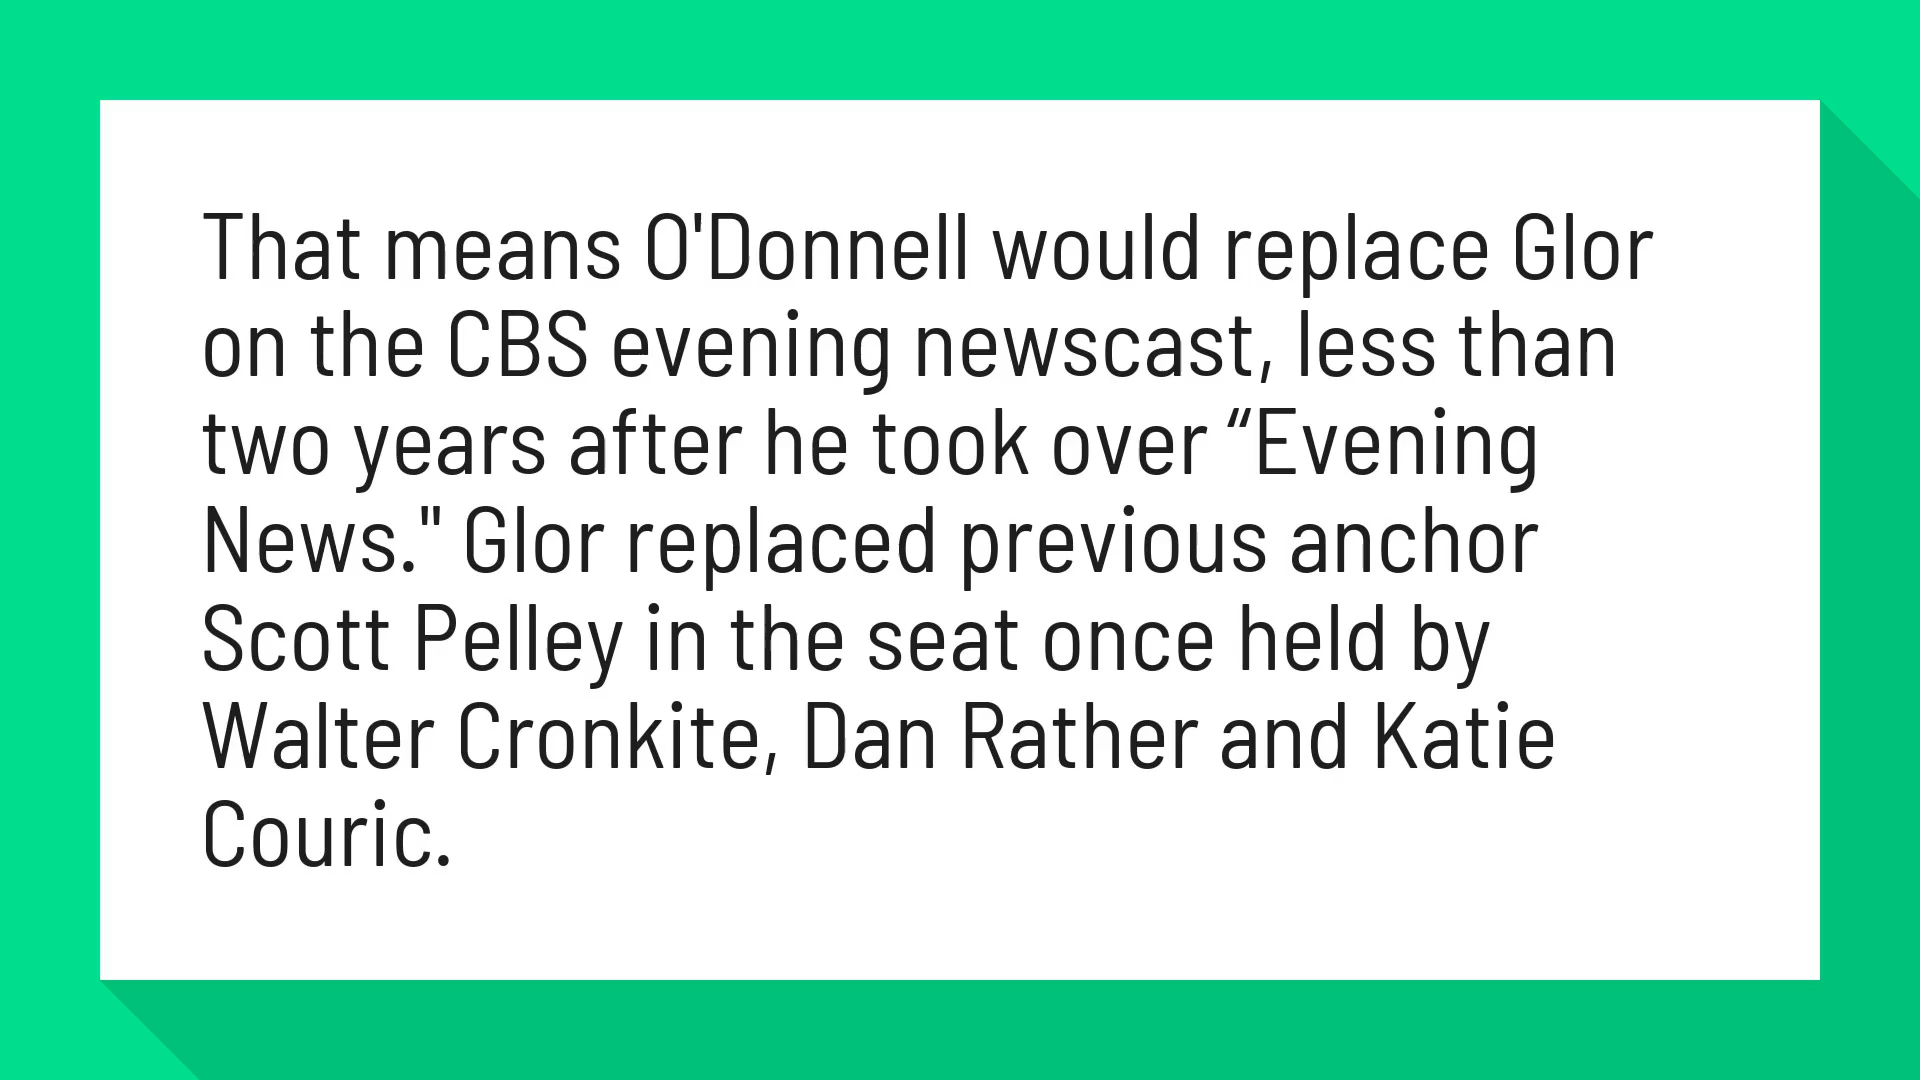 That means O'Donnell would replace Glor
on the CBS evening newscast, less than
two years after he took over “Evening
News." Glor replaced previous anchor
Scott Pelley in the seat once held by
Walter Cronkite, Dan Rather and Katie
Couric.